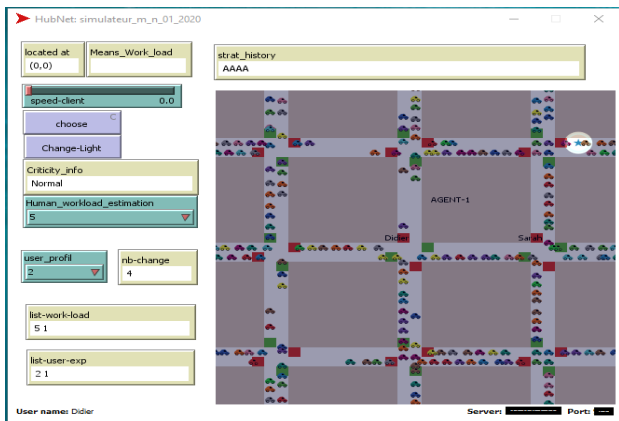 HubNet: simulateur_m_n_01_2020
located at
(0,0)
Means_Work_load
strat_history
AAAA
speed-client 0.0
choose C
Change-Light
Criticity_info
Normal
Human_workload_estimation
5
user_profil
2
nb-change
4
list-work-load
5 1
list-user-exp
2 1
AGENT-1
Didier
Sarah
User name: Didier
Server:
Port: